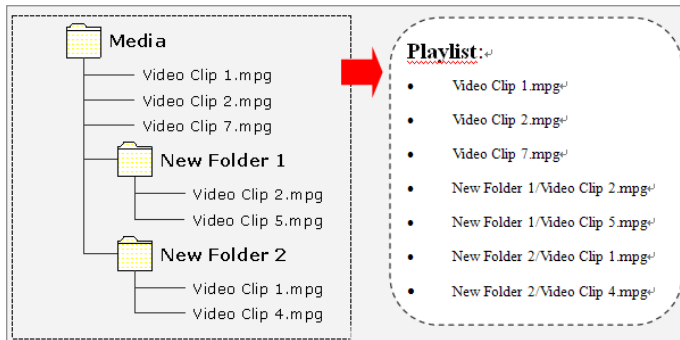 Media
Video Clip 1.mpg
Video Clip 2.mpg
Video Clip 7.mpg
New Folder 1
Video Clip 2.mpg
Video Clip 5.mpg
New Folder 2
Video Clip 1.mpg
Video Clip 4.mpg
Playlist:
• Video Clip 1.mpg
• Video Clip 2.mpg
• Video Clip 7.mpg
• New Folder 1/Video Clip 2.mpg
• New Folder 1/Video Clip 5.mpg
• New Folder 2/Video Clip 1.mpg
• New Folder 2/Video Clip 4.mpg